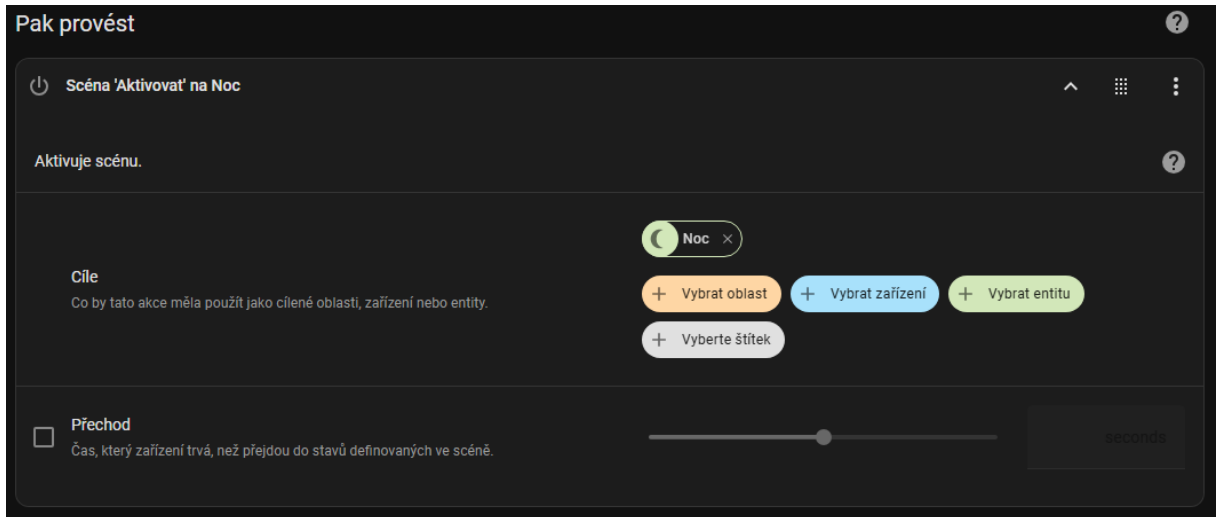 Pak provést
Scéna 'Aktivovat' na Noc
Aktivuje scénu.
Noc
Cíle
Co by tato akce měla použít jako cílené oblasti, zařízení nebo entity.
Vybrat oblast
Vybrat zařízení
Vybrat entitu
Vyberte štítek
Přechod
Čas, který zařízení trvá, než přejdou do stavů definovaných ve scéně.
seconds